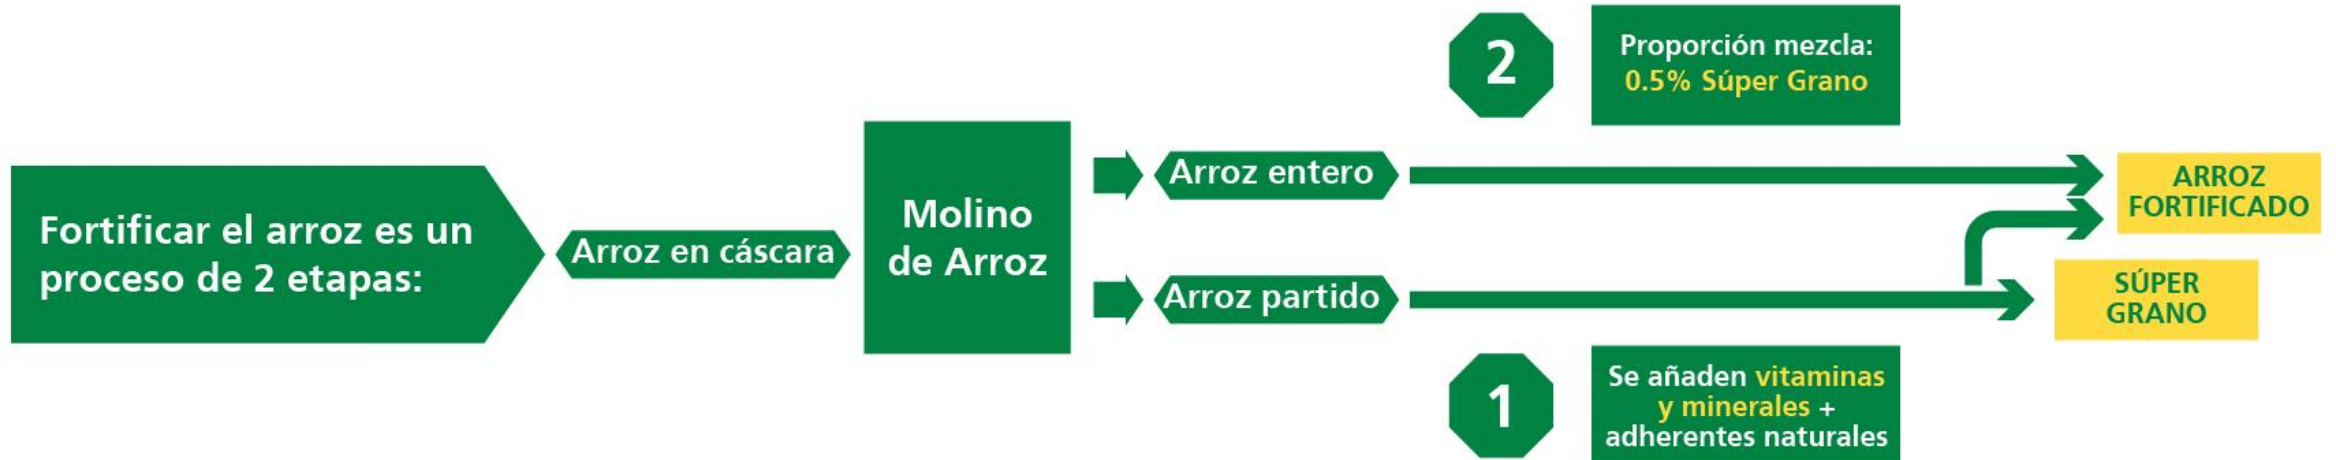 Fortificar el arroz es un
proceso de 2 etapas:
Arroz en cáscara
Molino
de Arroz
2
Proporción mezcla:
0.5% Súper Grano
Arroz entero
ARROZ
FORTIFICADO
Arroz partido
SÚPER
GRANO
1
Se añaden vitaminas
y minerales +
adherentes naturales